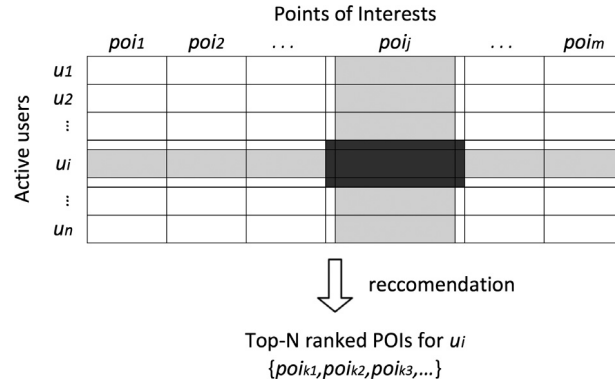 Points of Interests
poi1 poi2 ... poij ... poim
Active users
u1
u2
⋮
ui
⋮
un
reccomendation
Top-N ranked POIs for ui
{poik1,poik2,poik3,...}